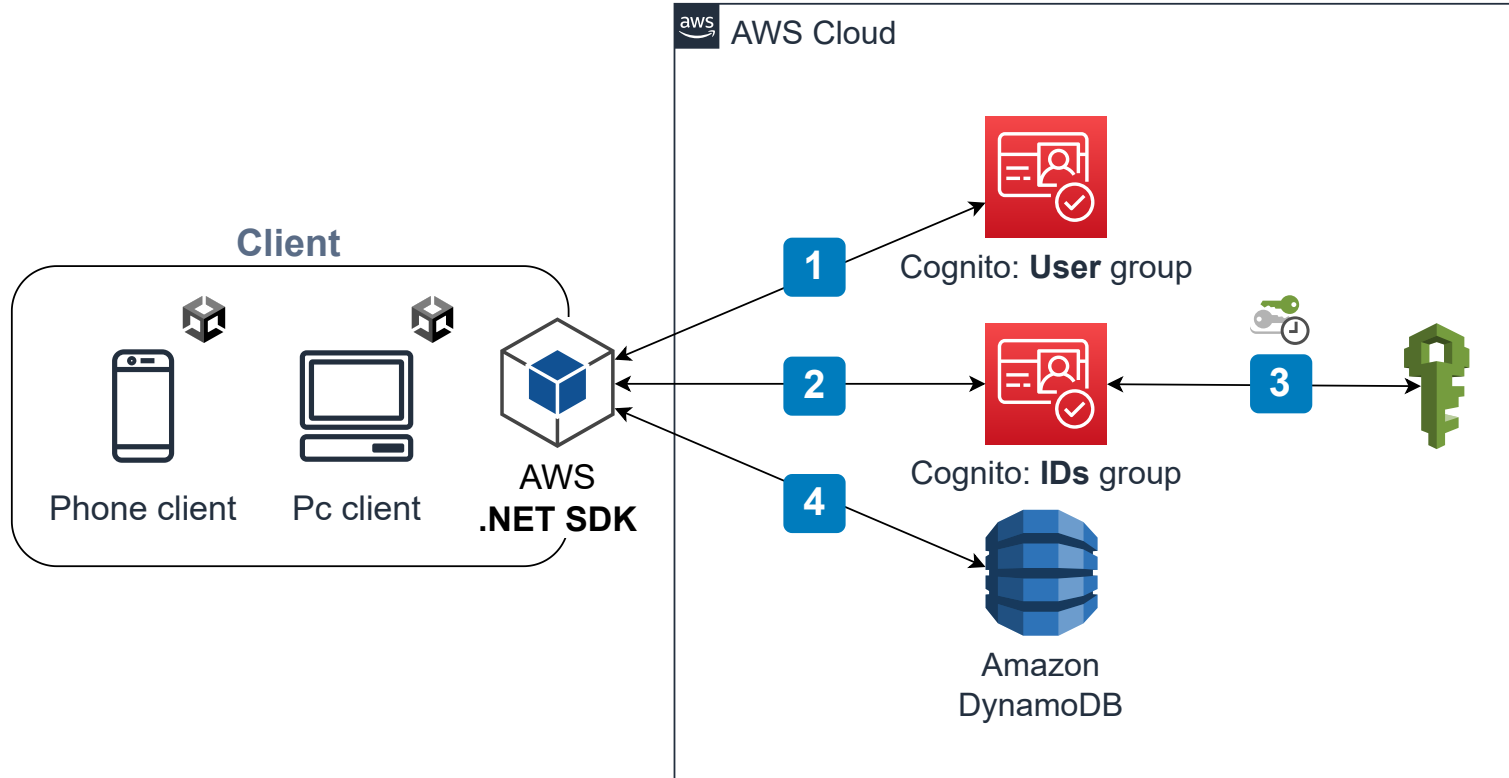 aws
AWS Cloud
Client
1
Cognito: User group
2
3
Cognito: IDs group
Phone client
Pc client
AWS
.NET SDK
4
Amazon
DynamoDB